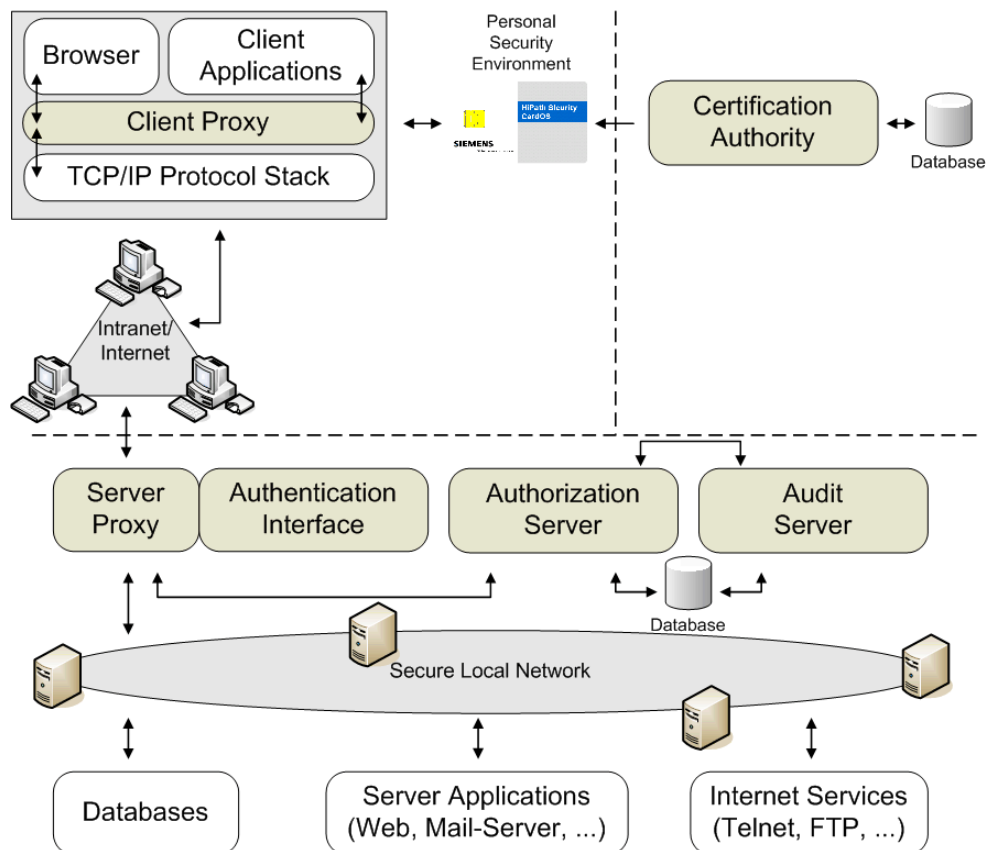 Browser
Client
Applications
Client Proxy
TCP/IP Protocol Stack
Personal
Security
Environment
SIEMENS
HiPath Security
CardOS
Certification
Authority
Database
Intranet/
Internet
Server
Proxy
Authentication
Interface
Authorization
Server
Audit
Server
Database
Secure Local Network
Databases
Server Applications
(Web, Mail-Server, ...)
Internet Services
(Telnet, FTP, ...)